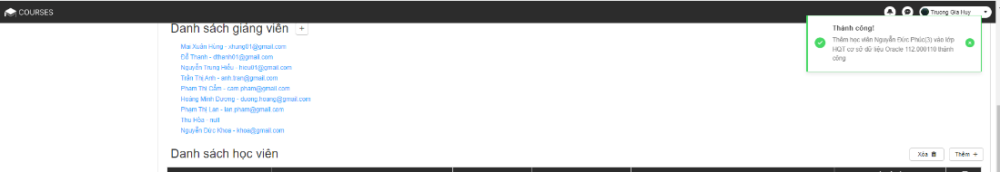 COURSES
Truong Gia Huy
Danh sách giảng viên +
Mai Xuân Hùng - xhung01@gmail.com
Đỗ Thanh - dthanh01@gmail.com
Nguyễn Trung Hiếu - hieu01@gmail.com
Trần Thị Anh - anh.tran@gmail.com
Phạm Thị Cẩm - cam.pham@gmail.com
Hoàng Minh Dương - duong.hoang@gmail.com
Phạm Thị Lan - lan.pham@gmail.com
Thu Hòa - null
Nguyễn Đức Khoa - khoa@gmail.com
Thành công!
Thêm học viên Nguyễn Đức Phúc(3) vào lớp
HQT cơ sở dữ liệu Oracle 112.000110 thành
công
Danh sách học viên
Xóa
Thêm +